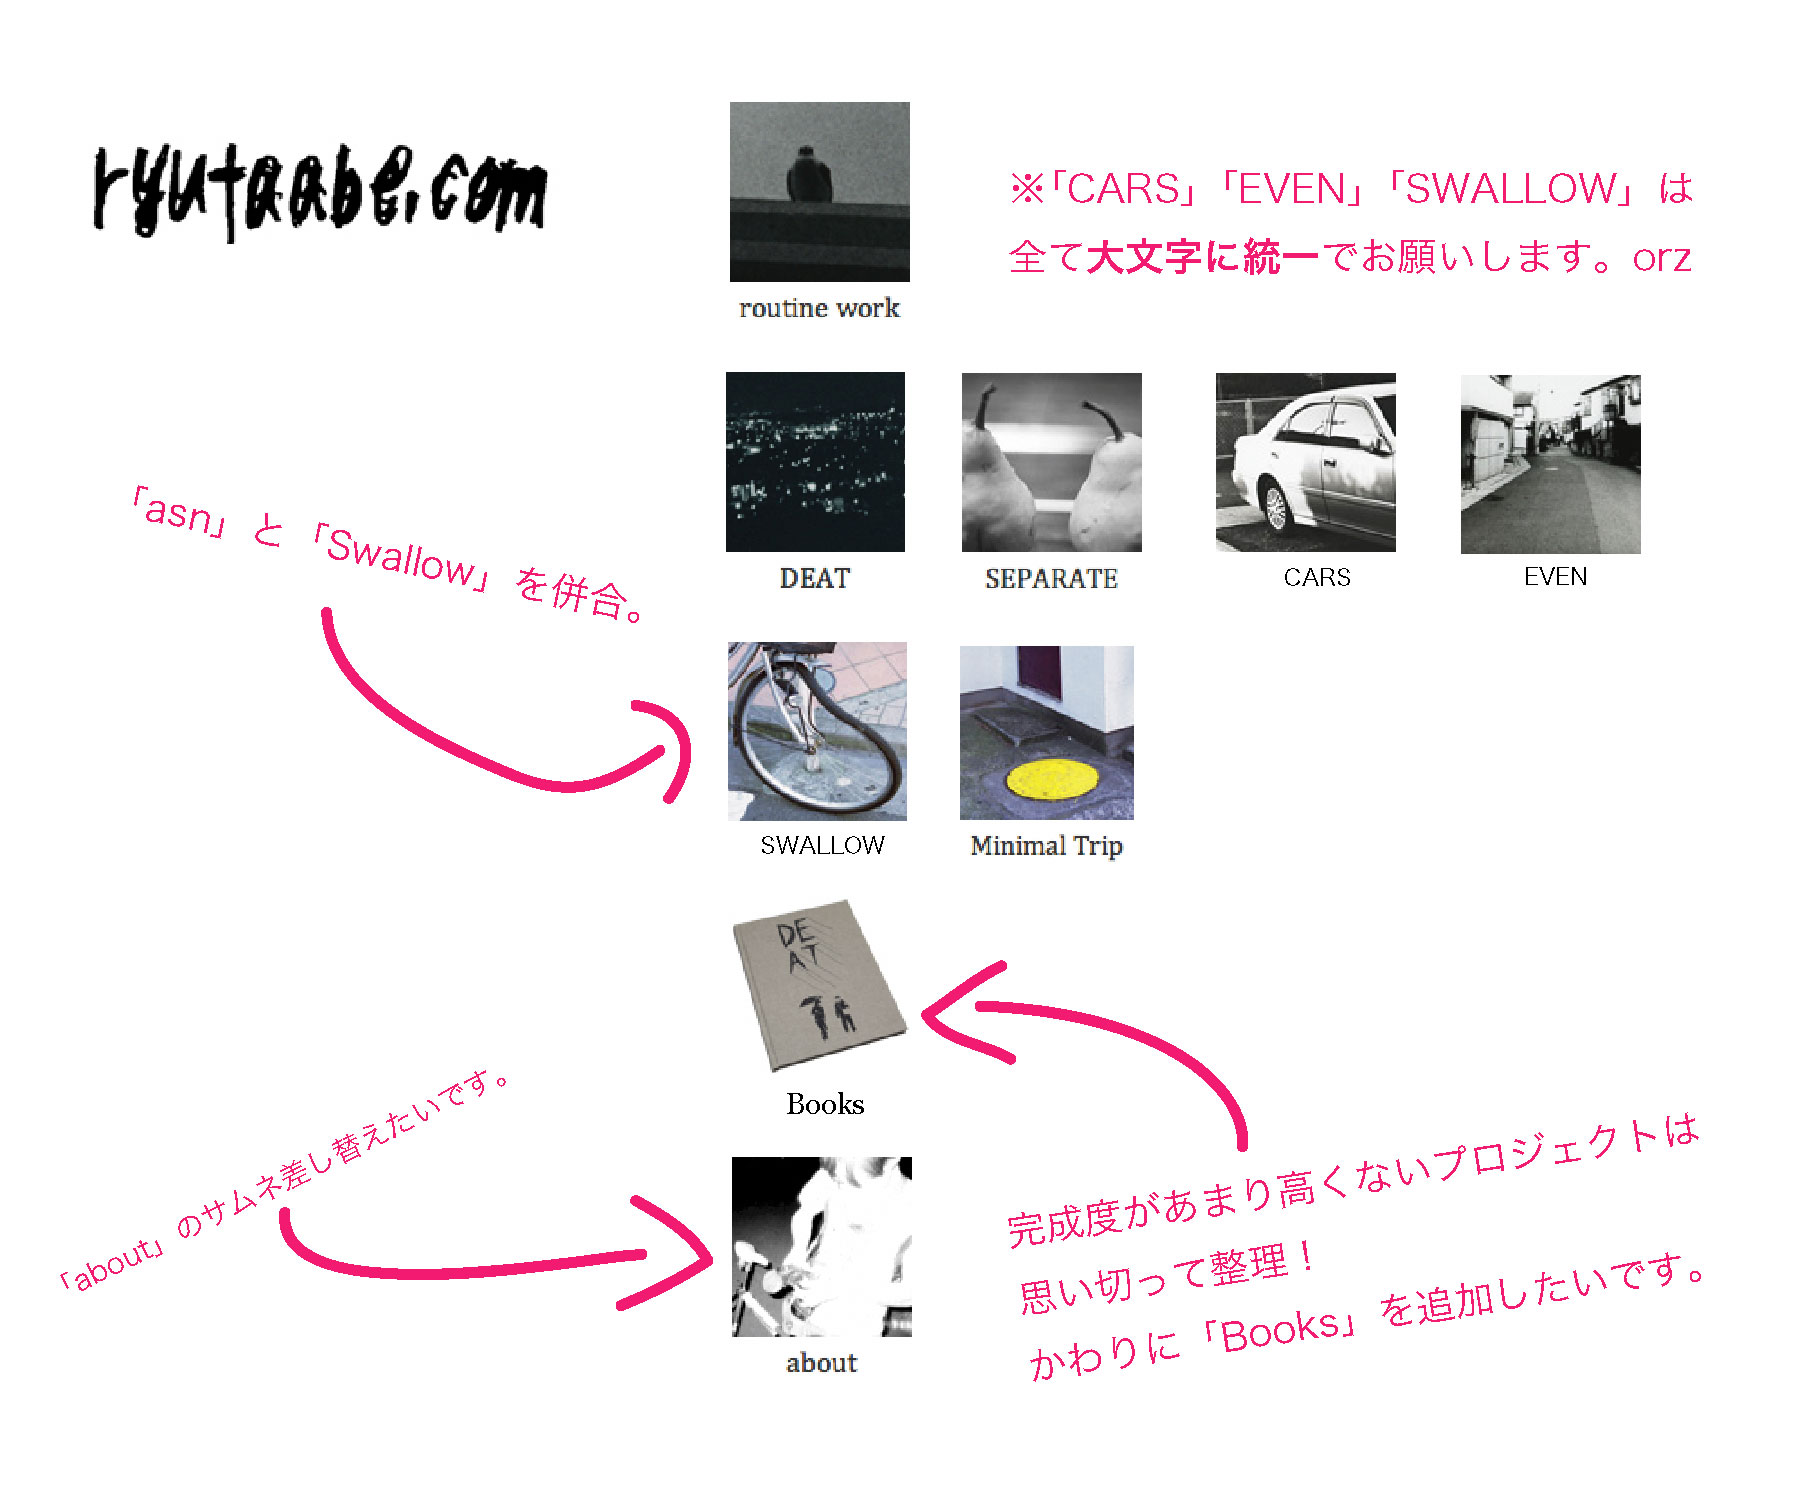 ryutaabe.com
routine work
※「CARS」「EVEN」「SWALLOW」は
全て大文字に統一でお願いします。orz
DEAT
SEPARATE
CARS
EVEN
「asn」と「Swallow」を併合。
SWALLOW
Minimal Trip
DE
AT
Books
「about」のサムネ差し替えたいです。
完成度があまり高くないプロジェクトは
思い切って整理！
かわりに「Books」を追加したいです。
about